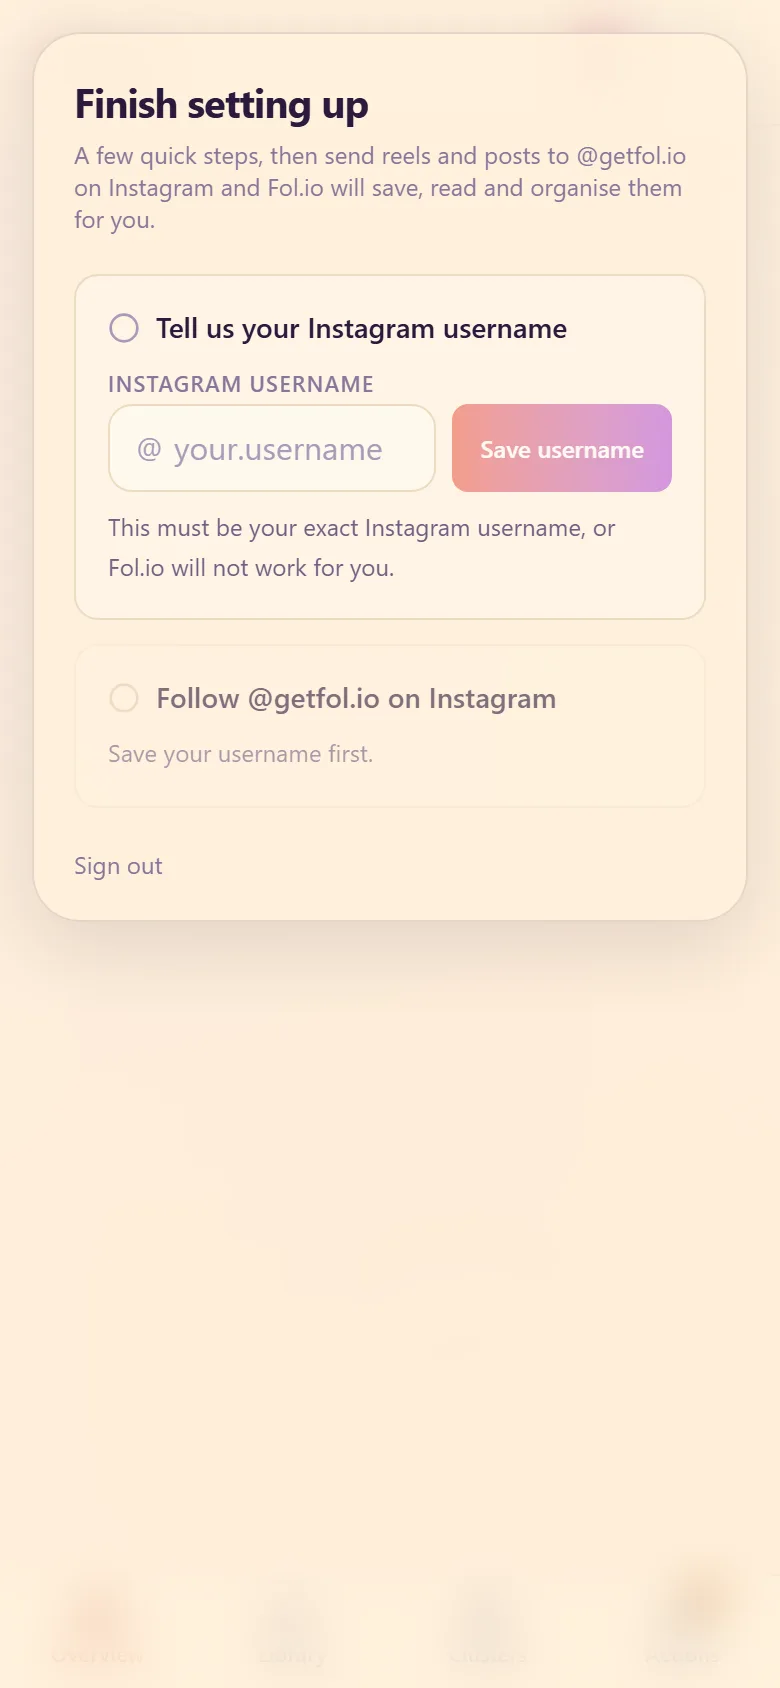 Finish setting up
A few quick steps, then send reels and posts to @getfol.io
on Instagram and Fol.io will save, read and organise them
for you.
Tell us your Instagram username
INSTAGRAM USERNAME
@ your.username
Save username
This must be your exact Instagram username, or
Fol.io will not work for you.
Follow @getfol.io on Instagram
Save your username first.
Sign out
Overview Library Actions